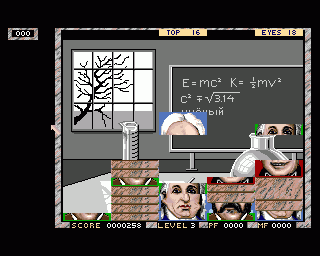 000
TOP 16 EYES 18
E=mc² K=½mv²
c²=√3.14
SCORE 0000258 LEVEL 3 PF 0000 MF 0000